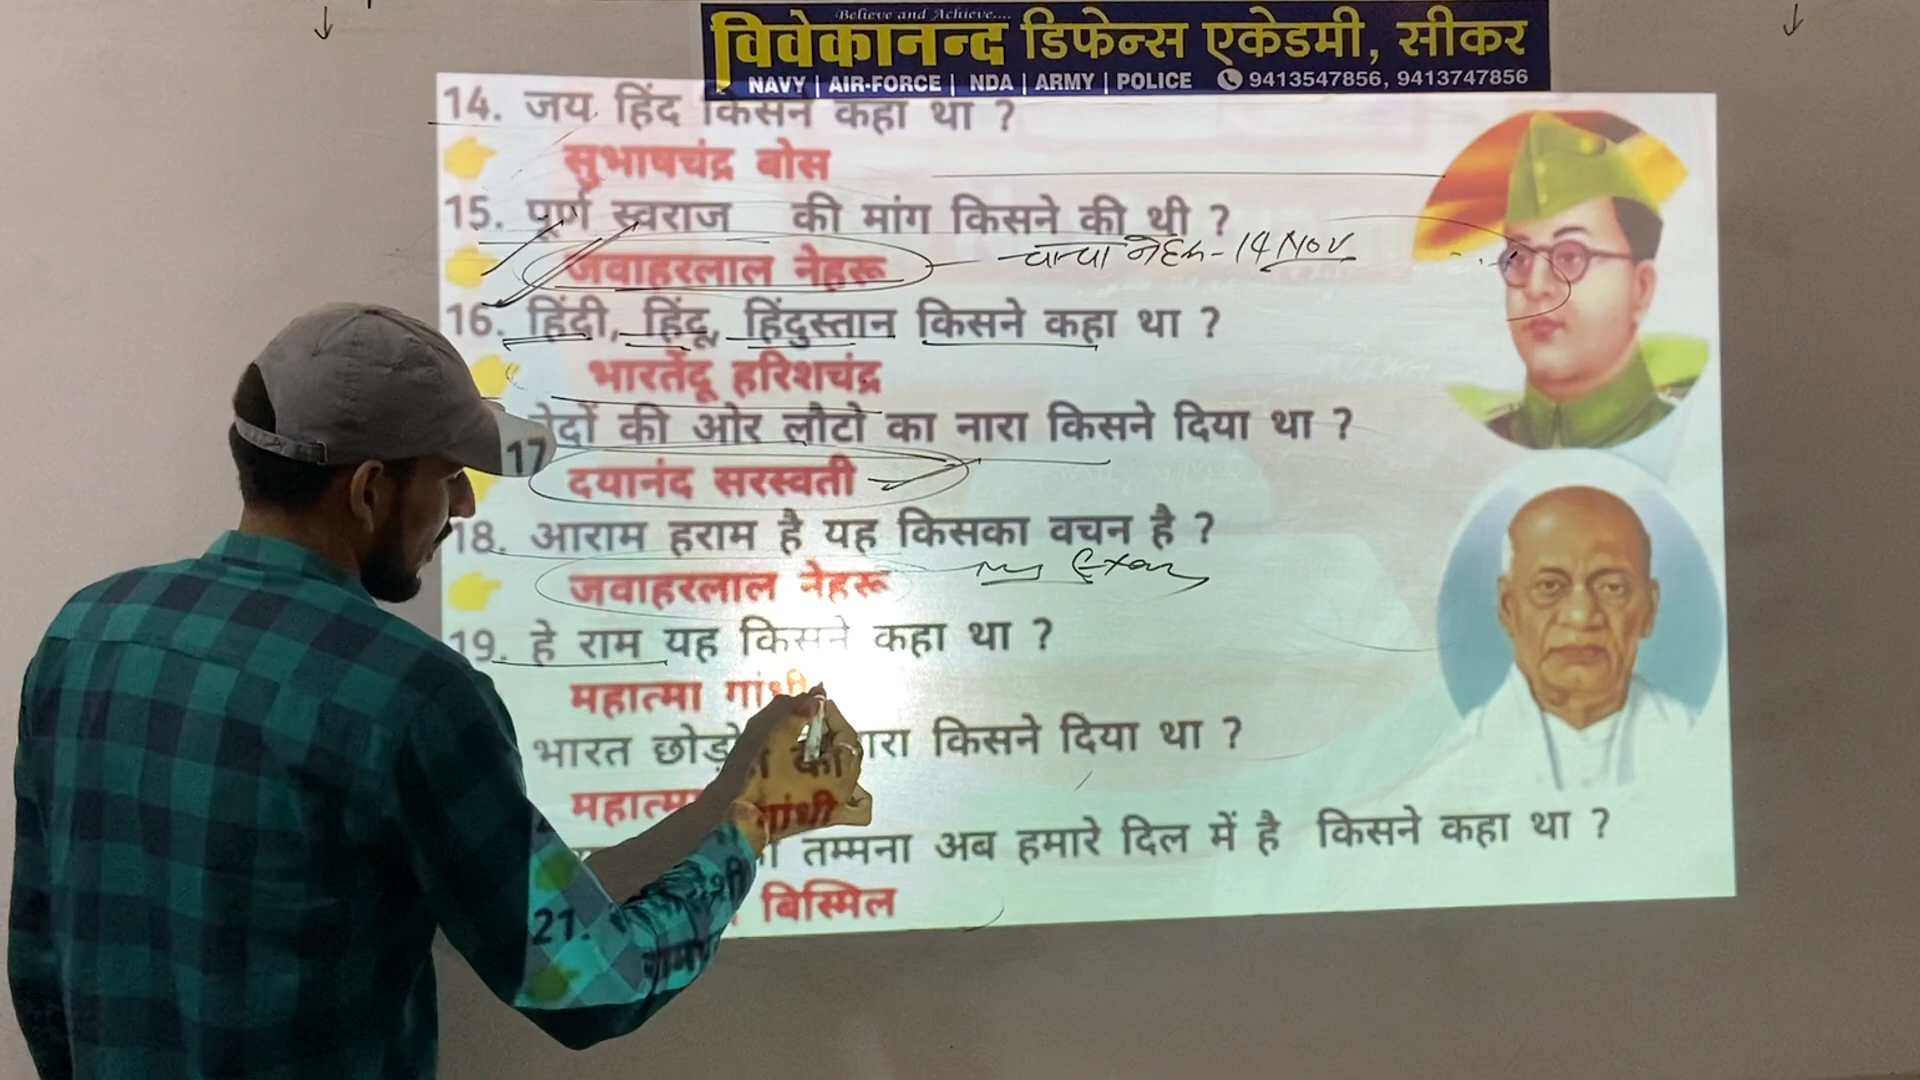 Believe and Achieve....
विवेकानन्द डिफेन्स एकेडमी, सीकर
NAVY | AIR-FORCE | NDA | ARMY | POLICE 9413547856, 9413747856
14. जय हिंद किसने कहा था ?
सुभाषचंद्र बोस
15. पूर्ण स्वराज की मांग किसने की थी ?
जवाहरलाल नेहरू चाचा नेहरू - 14 Nov
16. हिंदी, हिंदू, हिंदुस्तान किसने कहा था ?
भारतेंदू हरिशचंद्र
17 वेदों की ओर लौटो का नारा किसने दिया था ?
दयानंद सरस्वती
18. आराम हराम है यह किसका वचन है ?
जवाहरलाल नेहरू
19. हे राम यह किसने कहा था ?
महात्मा गांधी
भारत छोड़ो का नारा किसने दिया था ?
महात्मा गांधी
21. तम्मना अब हमारे दिल में है किसने कहा था ?
बिस्मिल